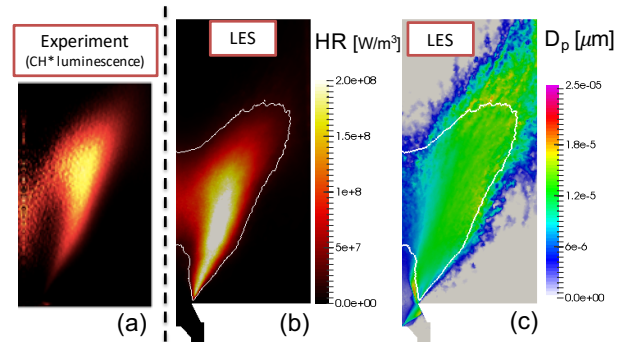 Experiment
(CH* luminescence)
LES
HR [W/m³]
LES
Dₚ [μm]
2.0e+08
1.5e+8
1e+8
5e+7
0.0e+00
2.5e-05
1.8e-5
1.2e-5
6e-6
0.0e+00
(a)
(b)
(c)